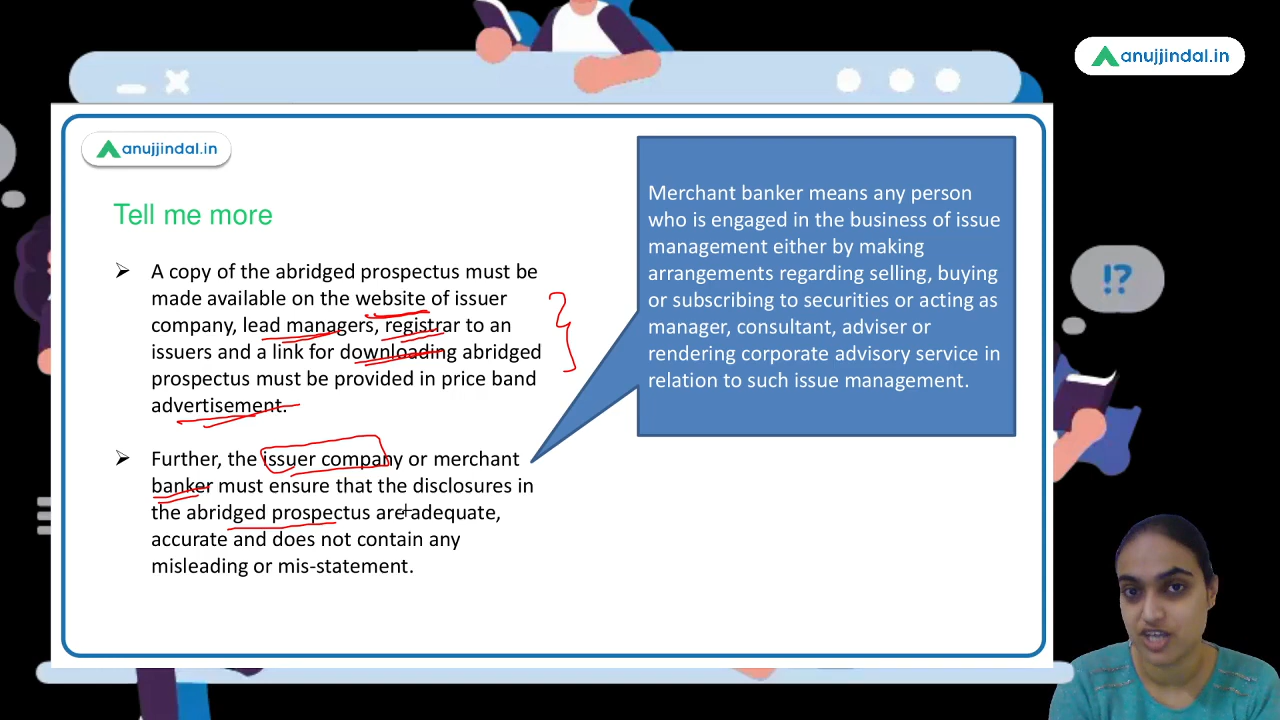 anujjindal.in
anujjindal.in
Tell me more
A copy of the abridged prospectus must be
made available on the website of issuer
company, lead managers, registrar to an
issuers and a link for downloading abridged
prospectus must be provided in price band
advertisement.
Further, the issuer company or merchant
banker must ensure that the disclosures in
the abridged prospectus are adequate,
accurate and does not contain any
misleading or mis-statement.
Merchant banker means any person
who is engaged in the business of issue
management either by making
arrangements regarding selling, buying
or subscribing to securities or acting as
manager, consultant, adviser or
rendering corporate advisory service in
relation to such issue management.
!?